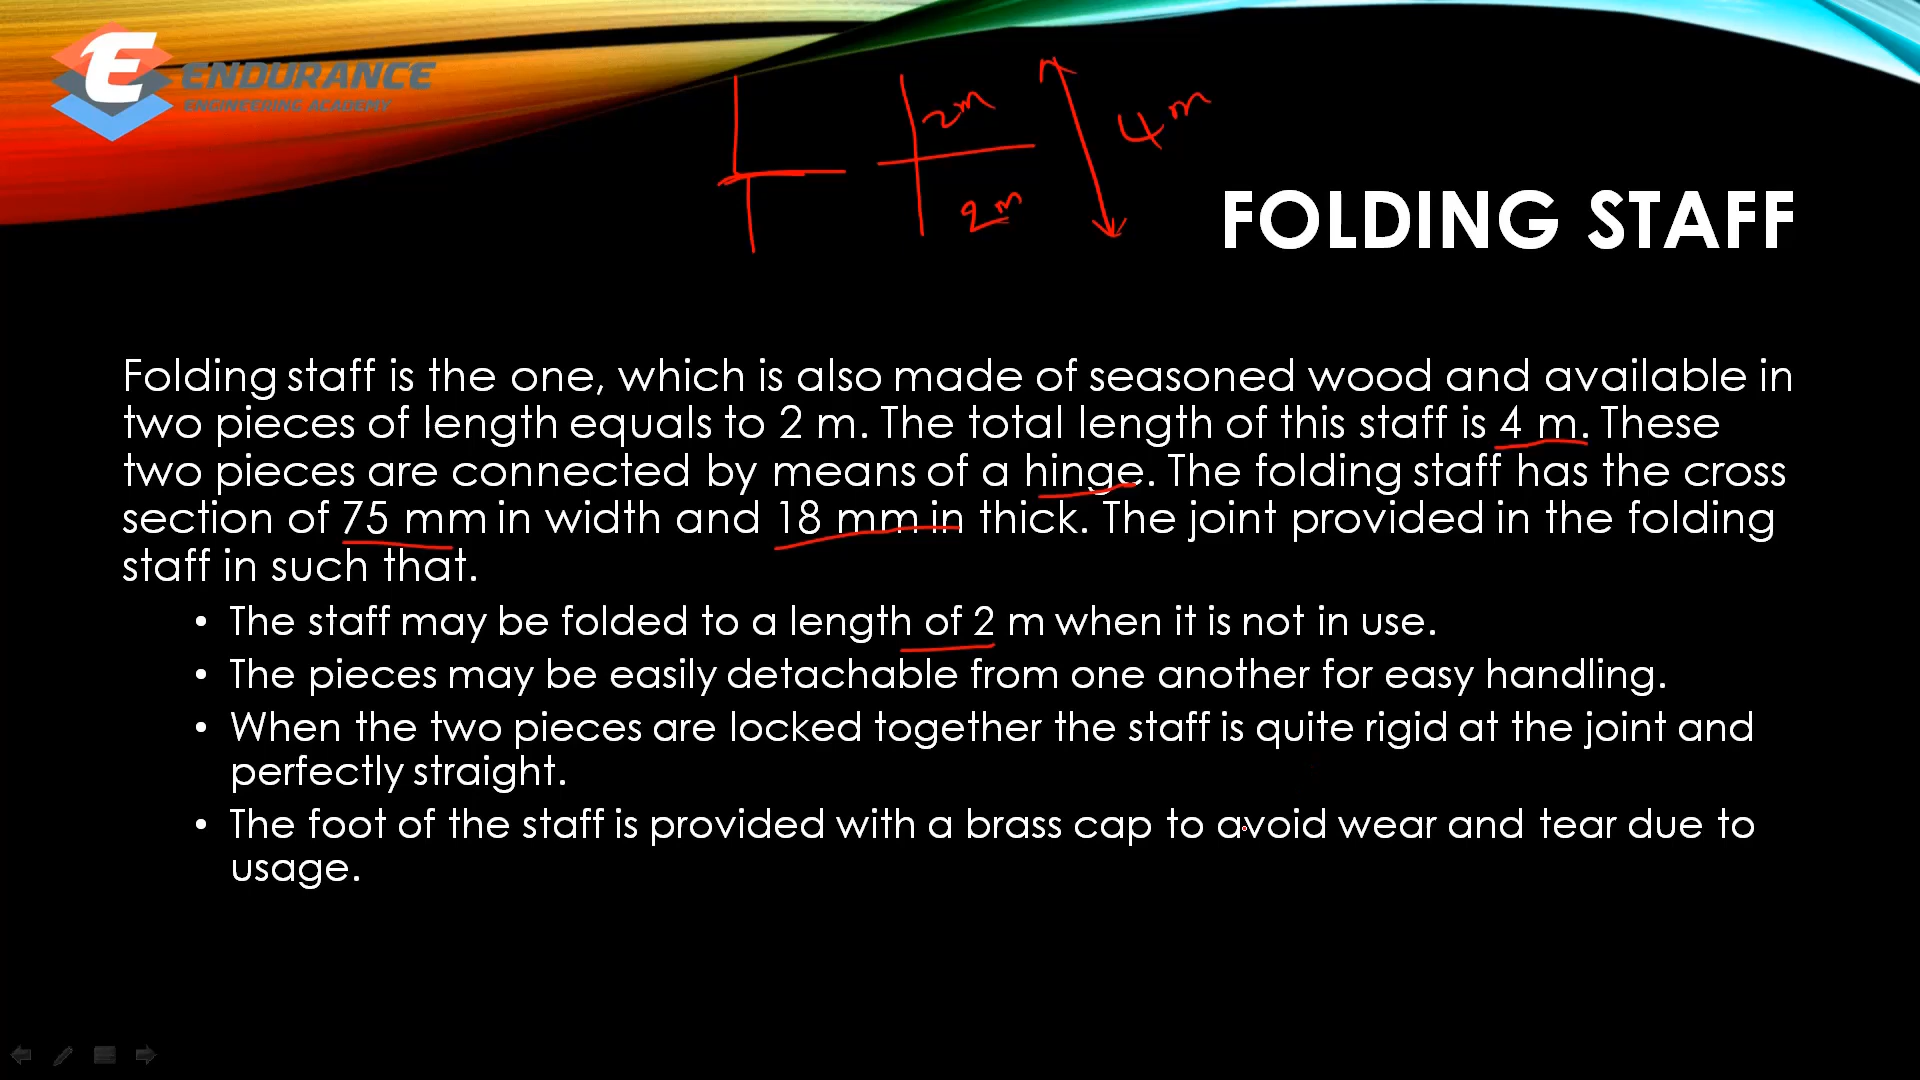 ENDURANCE
ENGINEERING ACADEMY
2m
2m
4m
FOLDING STAFF
Folding staff is the one, which is also made of seasoned wood and available in
two pieces of length equals to 2 m. The total length of this staff is 4 m. These
two pieces are connected by means of a hinge. The folding staff has the cross
section of 75 mm in width and 18 mm in thick. The joint provided in the folding
staff in such that.
• The staff may be folded to a length of 2 m when it is not in use.
• The pieces may be easily detachable from one another for easy handling.
• When the two pieces are locked together the staff is quite rigid at the joint and
perfectly straight.
• The foot of the staff is provided with a brass cap to avoid wear and tear due to
usage.